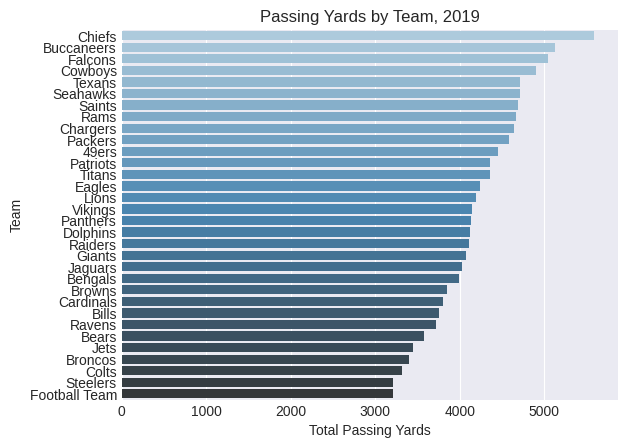 Passing Yards by Team, 2019
Team
Chiefs
Buccaneers
Falcons
Cowboys
Texans
Seahawks
Saints
Rams
Chargers
Packers
49ers
Patriots
Titans
Eagles
Lions
Vikings
Panthers
Dolphins
Raiders
Giants
Jaguars
Bengals
Browns
Cardinals
Bills
Ravens
Bears
Jets
Broncos
Colts
Steelers
Football Team
0 1000 2000 3000 4000 5000
Total Passing Yards